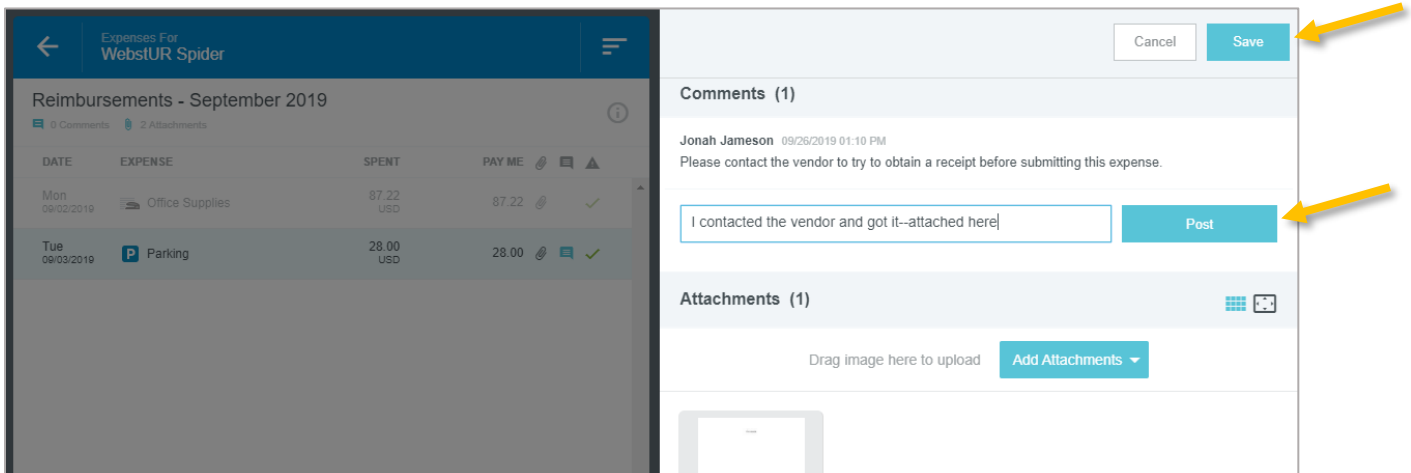 Expenses For
WebstUR Spider
Reimbursements - September 2019
0 Comments 2 Attachments
DATE EXPENSE SPENT PAY ME
Mon
09/02/2019 Office Supplies 87.22 USD 87.22
Tue
09/03/2019 P Parking 28.00 USD 28.00
Cancel Save
Comments (1)
Jonah Jameson 09/26/2019 01:10 PM
Please contact the vendor to try to obtain a receipt before submitting this expense.
I contacted the vendor and got it--attached here
Post
Attachments (1)
Drag image here to upload Add Attachments